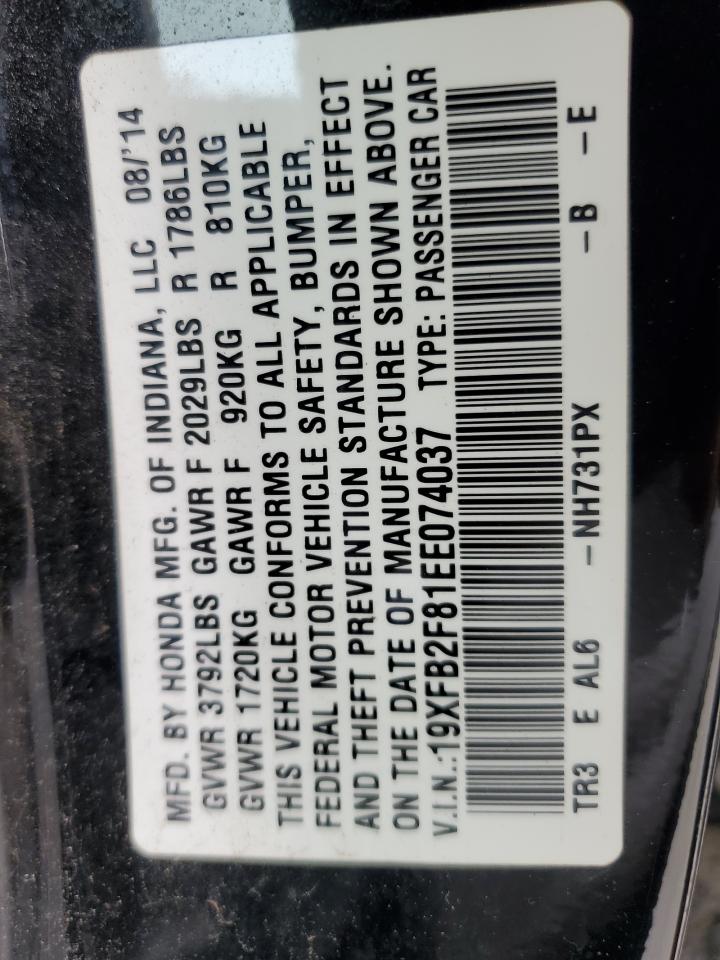 MFD. BY HONDA MFG. OF INDIANA, LLC 08/'14
GVWR 3792LBS GAWR F 2029LBS R 1786LBS
GVWR 1720KG GAWR F 920KG R 810KG
THIS VEHICLE CONFORMS TO ALL APPLICABLE
FEDERAL MOTOR VEHICLE SAFETY, BUMPER,
AND THEFT PREVENTION STANDARDS IN EFFECT
ON THE DATE OF MANUFACTURE SHOWN ABOVE.
V.I.N.:19XFB2F81EE074037 TYPE: PASSENGER CAR
TR3 E AL6 -NH731PX -B -E